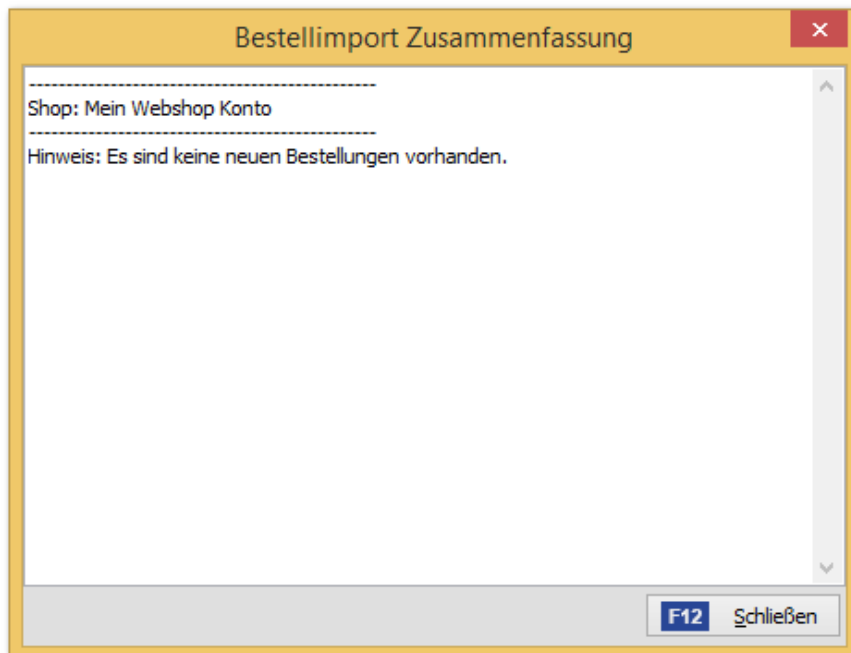 Bestellimport Zusammenfassung
-----------------------------------------------
Shop: Mein Webshop Konto
-----------------------------------------------
Hinweis: Es sind keine neuen Bestellungen vorhanden.
F12 Schließen